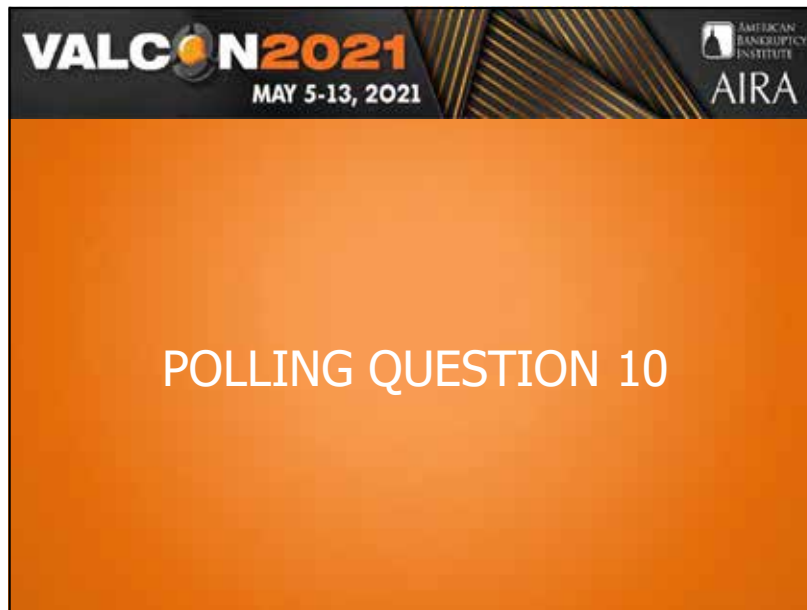 VALCON2021
MAY 5-13, 2021
AMERICAN
BANKRUPTCY
INSTITUTE
AIRA
POLLING QUESTION 10